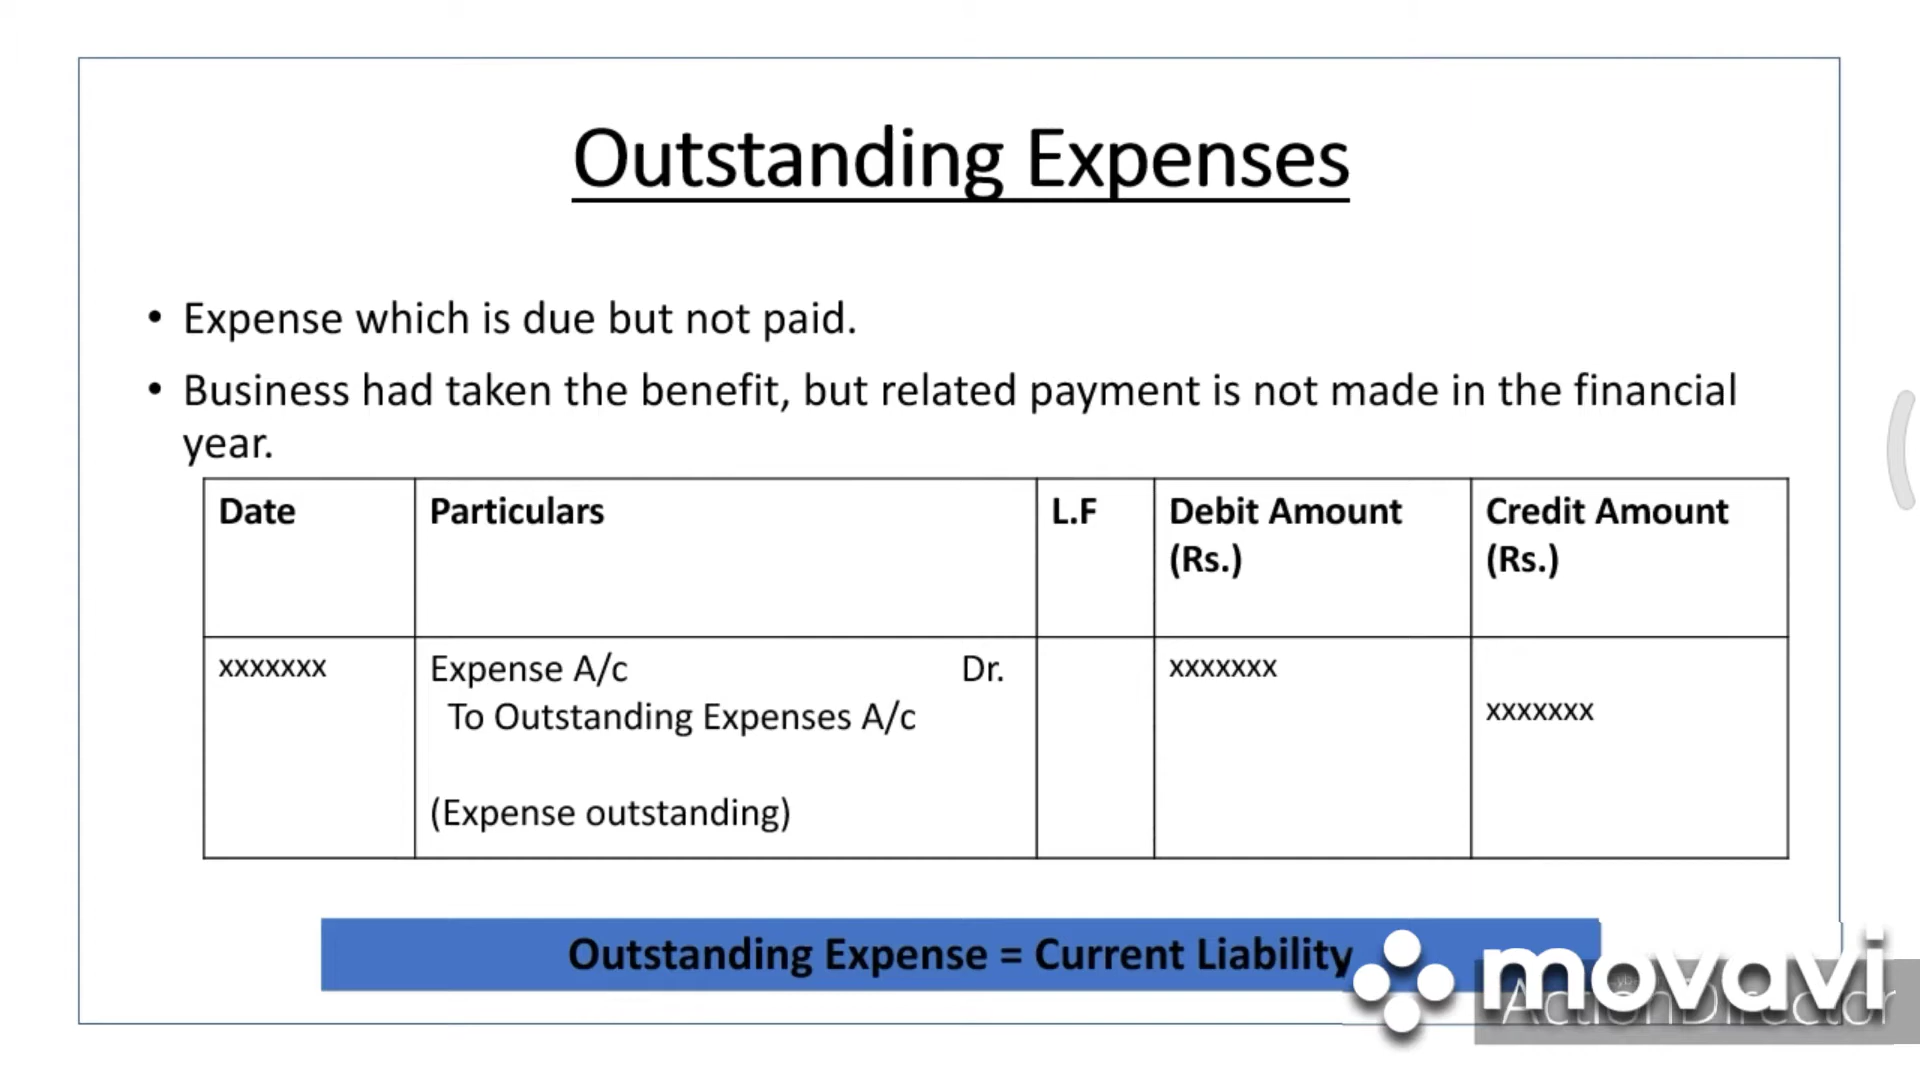 Outstanding Expenses
• Expense which is due but not paid.
• Business had taken the benefit, but related payment is not made in the financial
year.
Date Particulars L.F Debit Amount (Rs.) Credit Amount (Rs.)
xxxxxxx Expense A/c Dr. xxxxxxx
To Outstanding Expenses A/c xxxxxxx
(Expense outstanding)
Outstanding Expense = Current Liability
movavi
ActionDirector